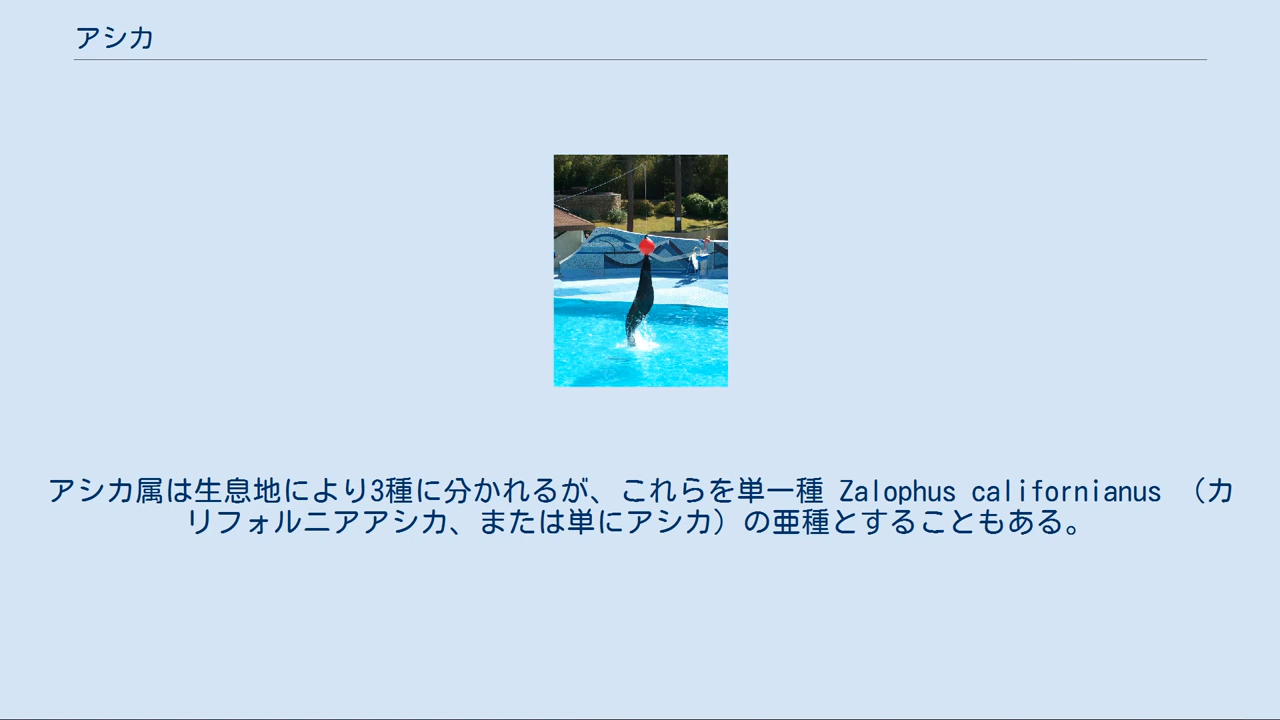 アシカ
アシカ属は生息地により3種に分かれるが、これらを単一種 Zalophus californianus （カ
リフォルニアアシカ、または単にアシカ）の亜種とすることもある。